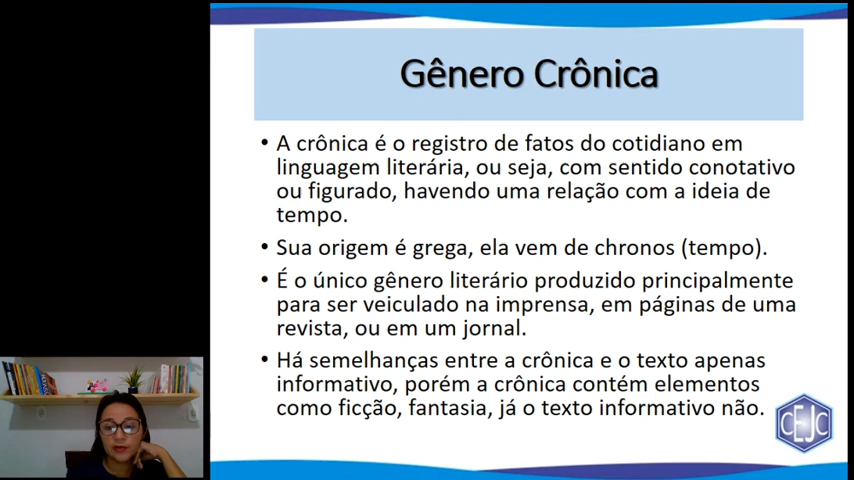 Gênero Crônica
• A crônica é o registro de fatos do cotidiano em
linguagem literária, ou seja, com sentido conotativo
ou figurado, havendo uma relação com a ideia de
tempo.
• Sua origem é grega, ela vem de chronos (tempo).
• É o único gênero literário produzido principalmente
para ser veiculado na imprensa, em páginas de uma
revista, ou em um jornal.
• Há semelhanças entre a crônica e o texto apenas
informativo, porém a crônica contém elementos
como ficção, fantasia, já o texto informativo não.
CEJC